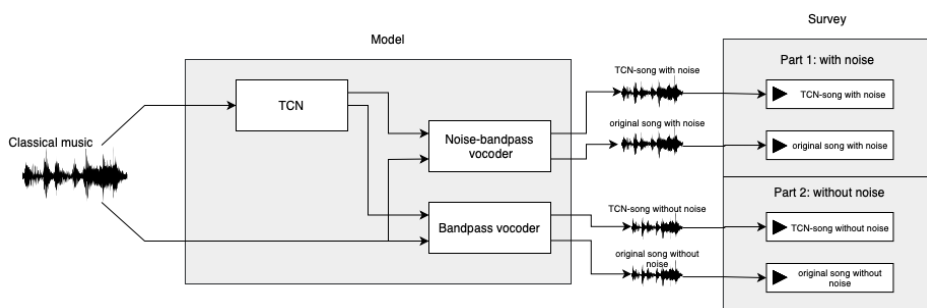 Survey
Model
Part 1: with noise
TCN-song with noise
TCN-song with noise
TCN
original song with noise
Classical music
Noise-bandpass
vocoder
original song with noise
Part 2: without noise
TCN-song without noise
TCN-song without noise
Bandpass vocoder
original song without
noise
original song without
noise